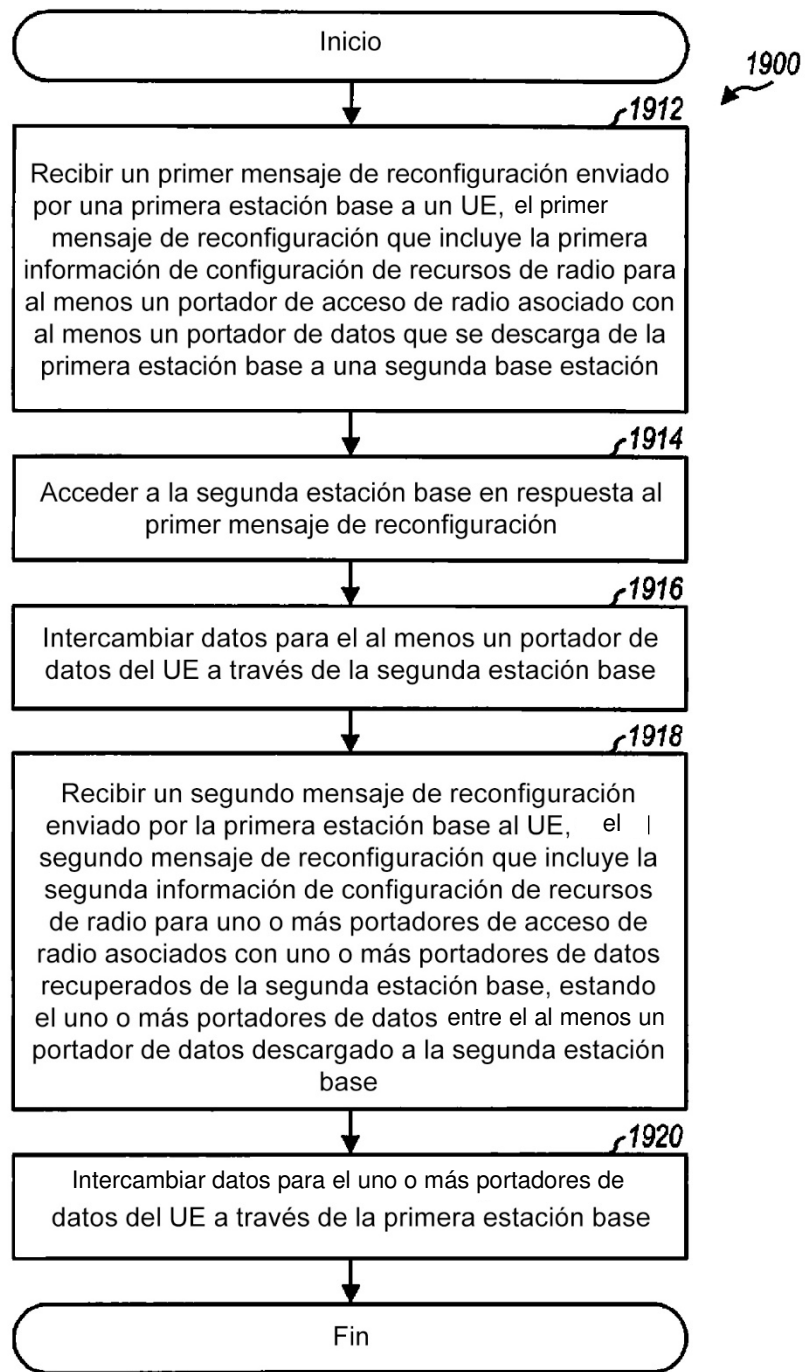 Inicio
1900
1912
Recibir un primer mensaje de reconfiguración enviado
por una primera estación base a un UE, el primer
mensaje de reconfiguración que incluye la primera
información de configuración de recursos de radio para
al menos un portador de acceso de radio asociado con
al menos un portador de datos que se descarga de la
primera estación base a una segunda base estación
1914
Acceder a la segunda estación base en respuesta al
primer mensaje de reconfiguración
1916
Intercambiar datos para el al menos un portador de
datos del UE a través de la segunda estación base
1918
Recibir un segundo mensaje de reconfiguración
enviado por la primera estación base al UE, el
segundo mensaje de reconfiguración que incluye la
segunda información de configuración de recursos
de radio para uno o más portadores de acceso de
radio asociados con uno o más portadores de datos
recuperados de la segunda estación base, estando
el uno o más portadores de datos entre el al menos un
portador de datos descargado a la segunda estación
base
1920
Intercambiar datos para el uno o más portadores de
datos del UE a través de la primera estación base
Fin